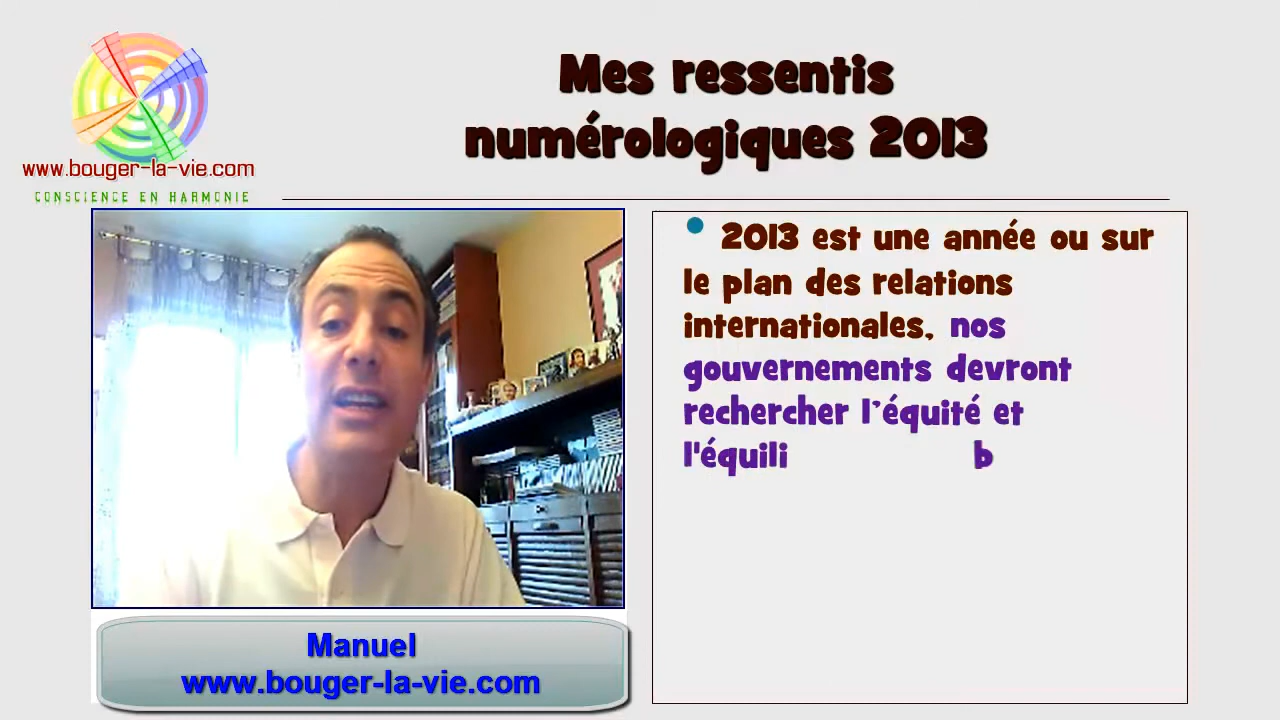 Mes ressentis
numérologiques 2013
www.bouger-la-vie.com
CONSCIENCE EN HARMONIE
• 2013 est une année ou sur
le plan des relations
internationales, nos
gouvernements devront
rechercher l'équité et
l'équili b
Manuel
www.bouger-la-vie.com